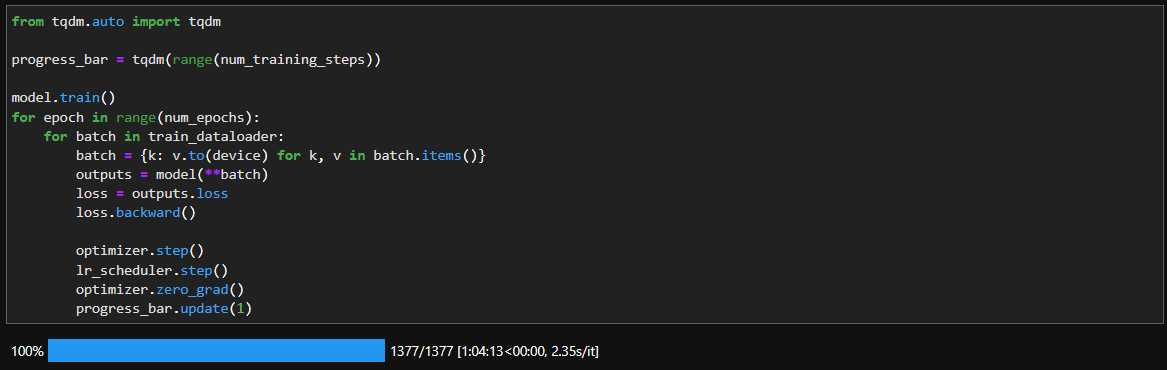 from tqdm.auto import tqdm
progress_bar = tqdm(range(num_training_steps))
model.train()
for epoch in range(num_epochs):
    for batch in train_dataloader:
        batch = {k: v.to(device) for k, v in batch.items()}
        outputs = model(**batch)
        loss = outputs.loss
        loss.backward()
        optimizer.step()
        lr_scheduler.step()
        optimizer.zero_grad()
        progress_bar.update(1)
100% 1377/1377 [1:04:13<00:00, 2.35s/it]